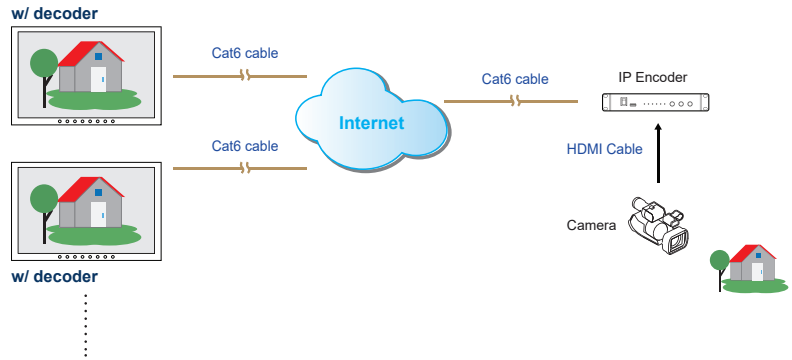 w/ decoder
Cat6 cable
Cat6 cable
IP Encoder
Internet
Cat6 cable
HDMI Cable
Camera
w/ decoder